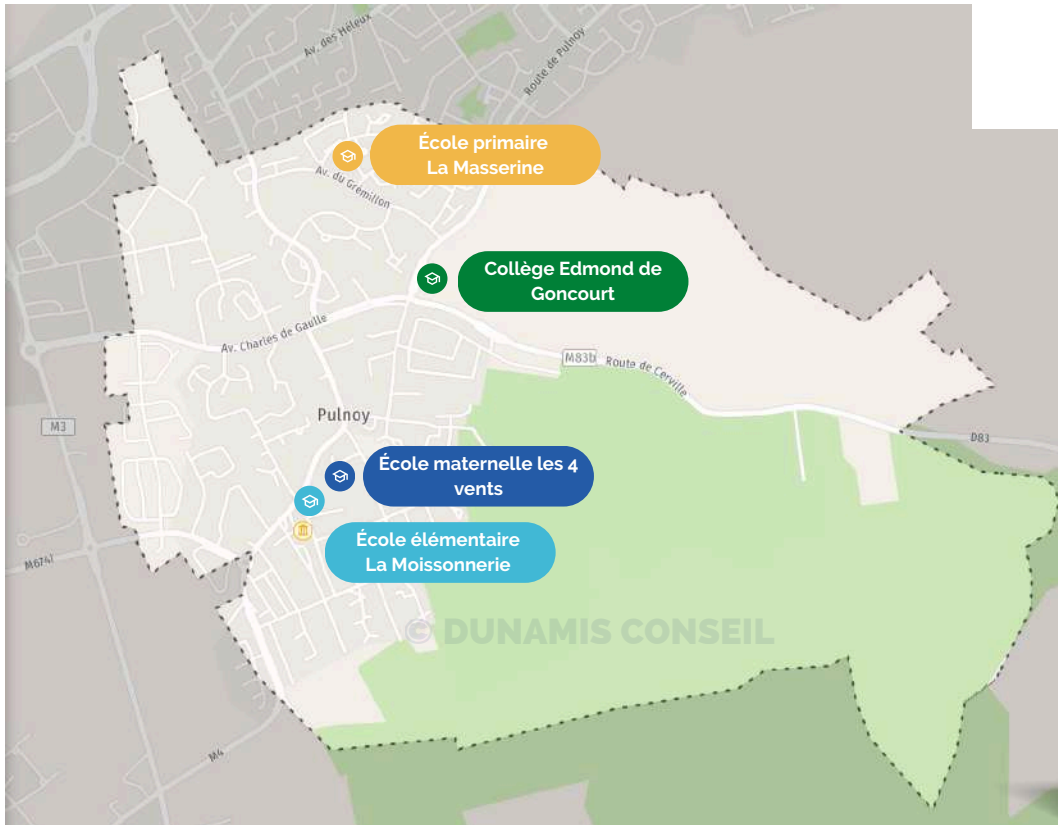 Av. des Héleux
Route de Pulnoy
École primaire
La Masserine
Av. du Grémillon
Collège Edmond de
Goncourt
Av. Charles de Gaulle
M83b
Route de Cerville
Pulnoy
M3
D83
École maternelle les 4
vents
École élémentaire
La Moissonnerie
M674
© DUNAMIS CONSEIL
M4